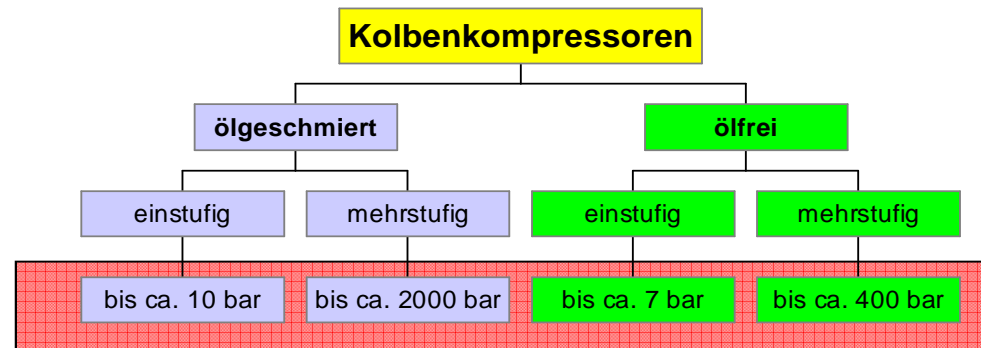 Kolbenkompressoren
ölgeschmiert
ölfrei
einstufig
mehrstufig
einstufig
mehrstufig
bis ca. 10 bar
bis ca. 2000 bar
bis ca. 7 bar
bis ca. 400 bar